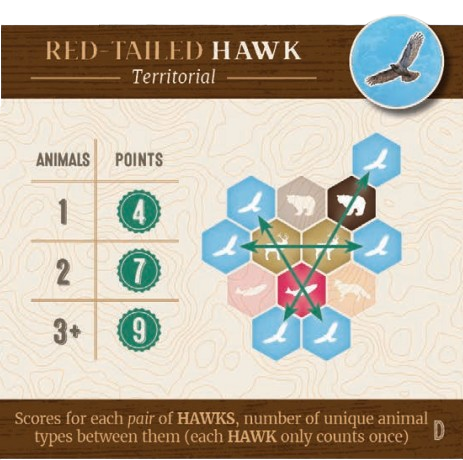 RED-TAILED HAWK
Territorial
ANIMALS POINTS
1 4
2 7
3+ 9
Scores for each pair of HAWKS, number of unique animal
types between them (each HAWK only counts once)
D